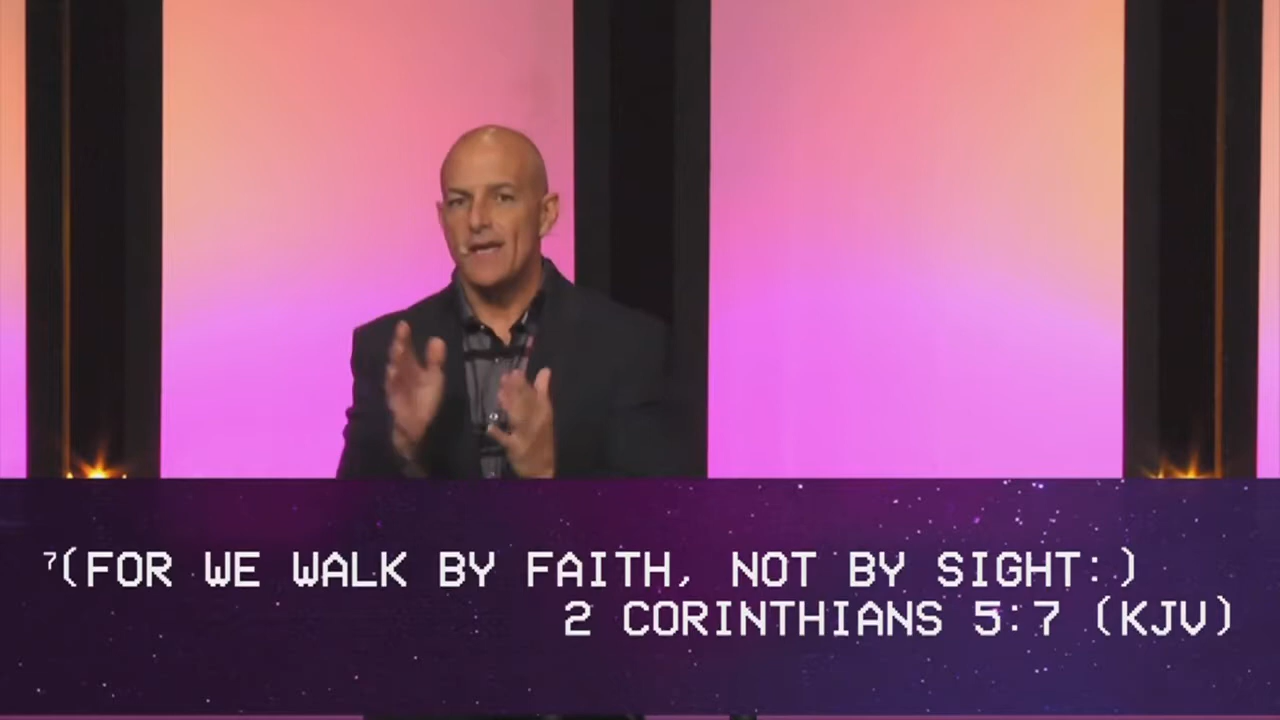 ⁷(FOR WE WALK BY FAITH, NOT BY SIGHT:)
2 CORINTHIANS 5:7 (KJV)